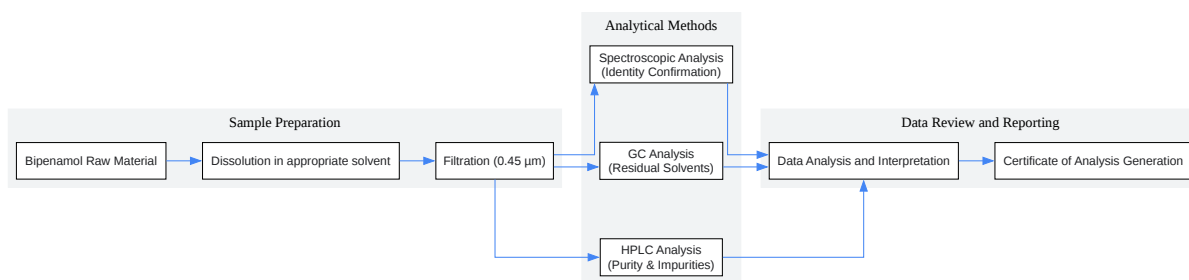 Analytical Methods
Spectroscopic Analysis
(Identity Confirmation)
Sample Preparation
Data Review and Reporting
Bipenamol Raw Material
Dissolution in appropriate solvent
Filtration (0.45 µm)
GC Analysis
(Residual Solvents)
Data Analysis and Interpretation
Certificate of Analysis Generation
HPLC Analysis
(Purity & Impurities)